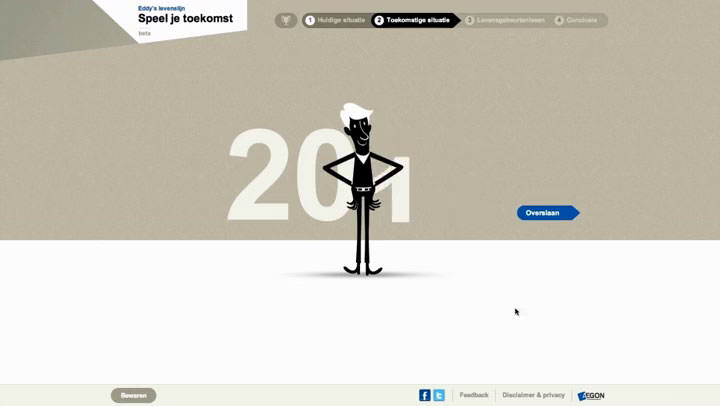 Eddy's levenslijn
Speel je toekomst
beta
1 Huidige situatie 2 Toekomstige situatie 3 Levensgebeurtenissen 4 Conclusie
201
Overslaan
Bewaren
Feedback
Disclaimer & privacy
AEGON